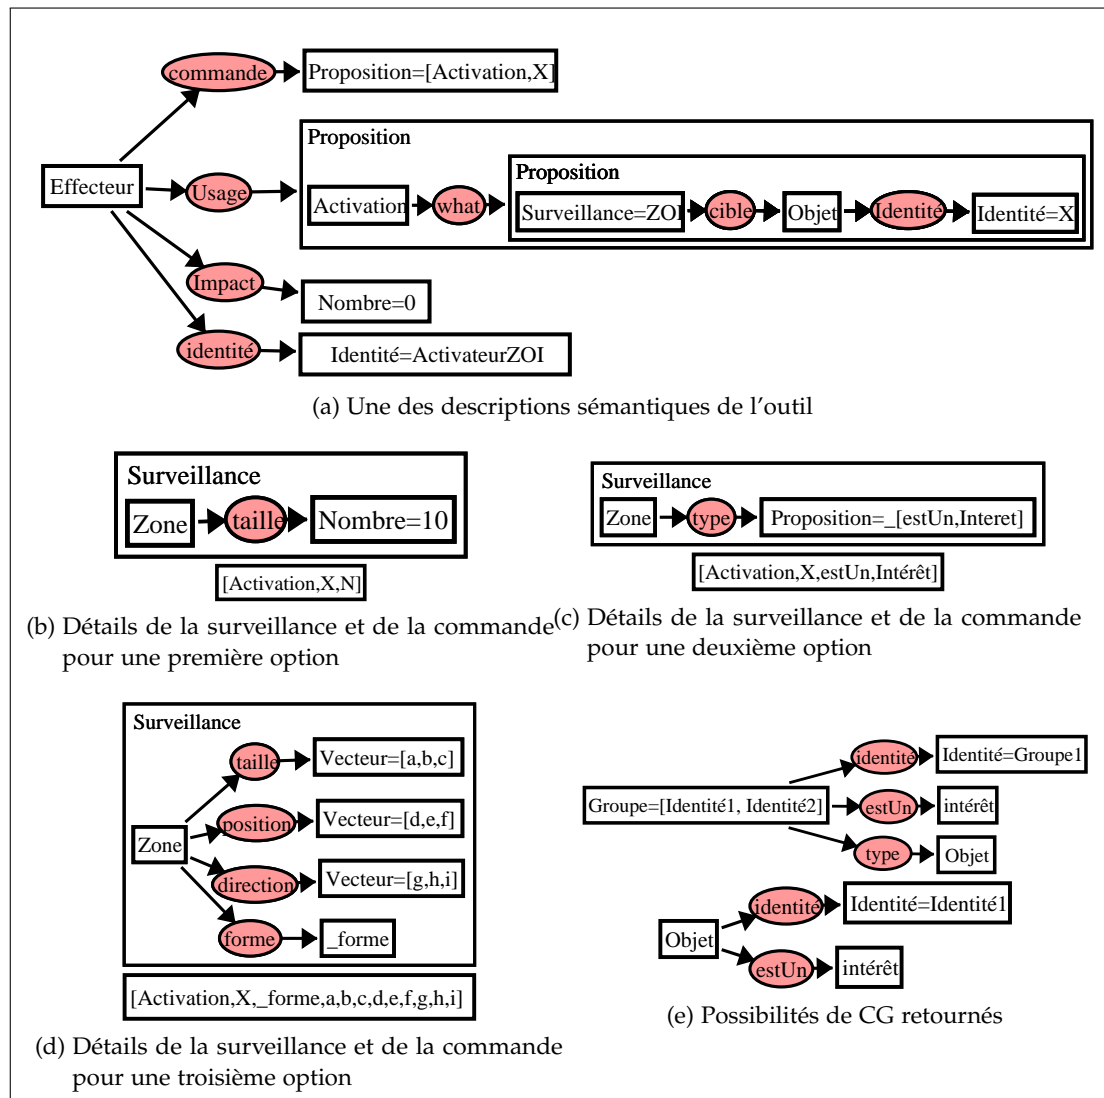 commande
Proposition=[Activation,X]
Proposition
Proposition
Effecteur
Usage
Activation
what
Surveillance=ZOI
cible
Objet
Identité
Identité=X
Impact
Nombre=0
identité
Identité=ActivateurZOI
(a) Une des descriptions sémantiques de l'outil
Surveillance
Zone
taille
Nombre=10
[Activation,X,N]
(b) Détails de la surveillance et de la commande
pour une première option
Surveillance
Zone
type
Proposition=_[estUn,Interet]
[Activation,X,estUn,Intérêt]
(c) Détails de la surveillance et de la commande
pour une deuxième option
Surveillance
taille
Vecteur=[a,b,c]
position
Vecteur=[d,e,f]
Zone
direction
Vecteur=[g,h,i]
forme
_forme
[Activation,X,_forme,a,b,c,d,e,f,g,h,i]
(d) Détails de la surveillance et de la commande
pour une troisième option
identité
Identité=Groupe1
Groupe=[Identité1, Identité2]
estUn
intérêt
type
Objet
identité
Identité=Identité1
Objet
estUn
intérêt
(e) Possibilités de CG retournés